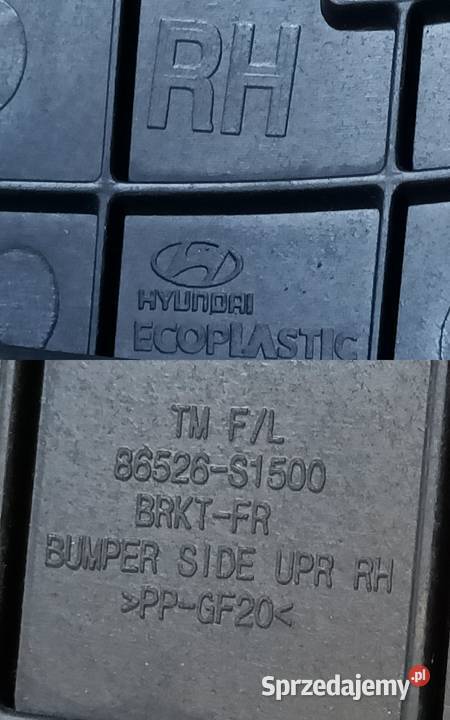 RH
HYUNDAI
ECOPLASTIC
TM F/L
86526-S1500
BRKT-FR
BUMPER SIDE UPR RH
>PP-GF20<
Sprzedajemy.pl